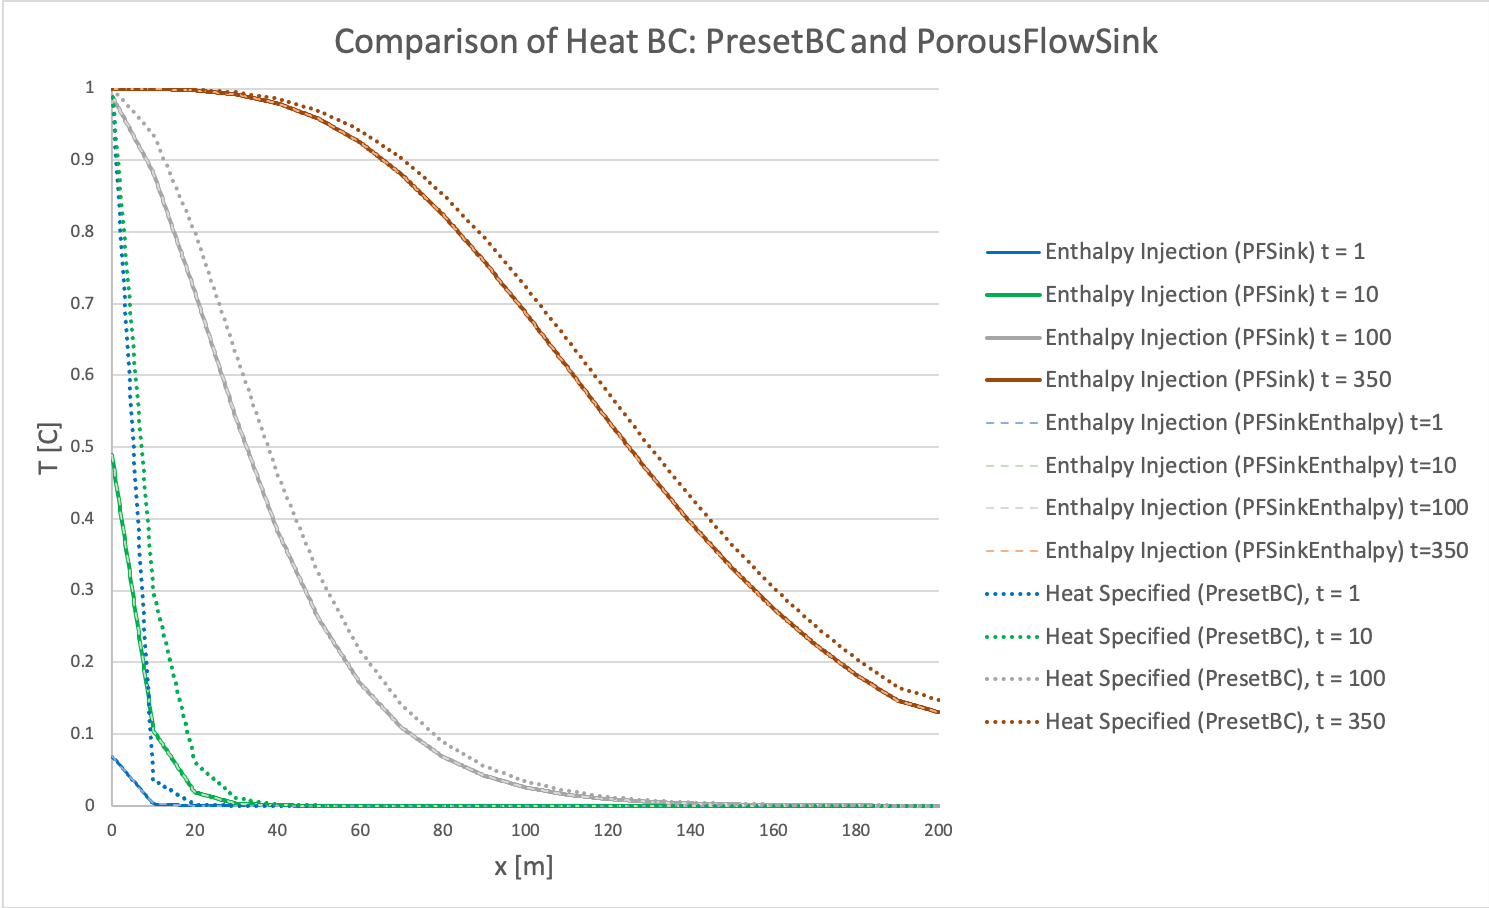 Comparison of Heat BC: PresetBC and PorousFlowSink
1
0.9
0.8
0.7
0.6
0.5
0.4
0.3
0.2
0.1
0
T [C]
0 20 40 60 80 100 120 140 160 180 200
x [m]
Enthalpy Injection (PFSink) t = 1
Enthalpy Injection (PFSink) t = 10
Enthalpy Injection (PFSink) t = 100
Enthalpy Injection (PFSink) t = 350
Enthalpy Injection (PFSinkEnthalpy) t=1
Enthalpy Injection (PFSinkEnthalpy) t=10
Enthalpy Injection (PFSinkEnthalpy) t=100
Enthalpy Injection (PFSinkEnthalpy) t=350
Heat Specified (PresetBC), t = 1
Heat Specified (PresetBC), t = 10
Heat Specified (PresetBC), t = 100
Heat Specified (PresetBC), t = 350